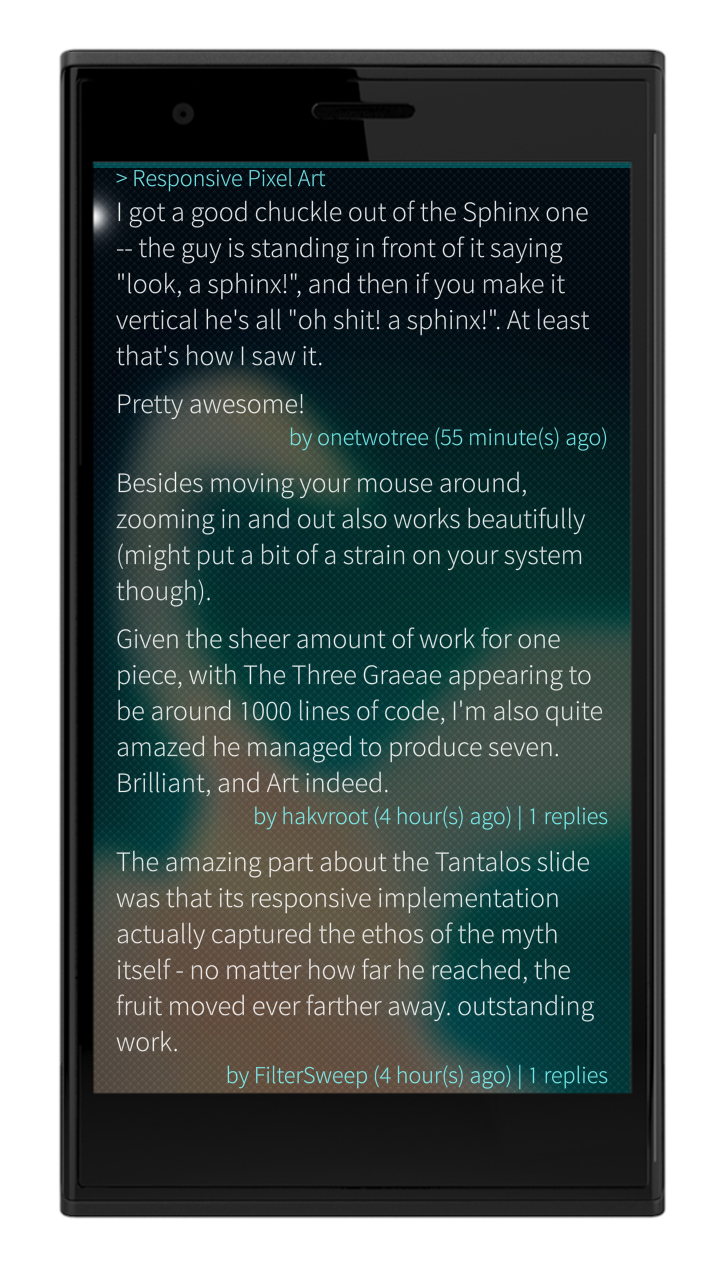 > Responsive Pixel Art
I got a good chuckle out of the Sphinx one
-- the guy is standing in front of it saying
"look, a sphinx!", and then if you make it
vertical he's all "oh shit! a sphinx!". At least
that's how I saw it.
Pretty awesome!
by onetwotree (55 minute(s) ago)
Besides moving your mouse around,
zooming in and out also works beautifully
(might put a bit of a strain on your system
though).
Given the sheer amount of work for one
piece, with The Three Graeae appearing to
be around 1000 lines of code, I'm also quite
amazed he managed to produce seven.
Brilliant, and Art indeed.
by hakvroot (4 hour(s) ago) | 1 replies
The amazing part about the Tantalos slide
was that its responsive implementation
actually captured the ethos of the myth
itself - no matter how far he reached, the
fruit moved ever farther away. outstanding
work.
by FilterSweep (4 hour(s) ago) | 1 replies